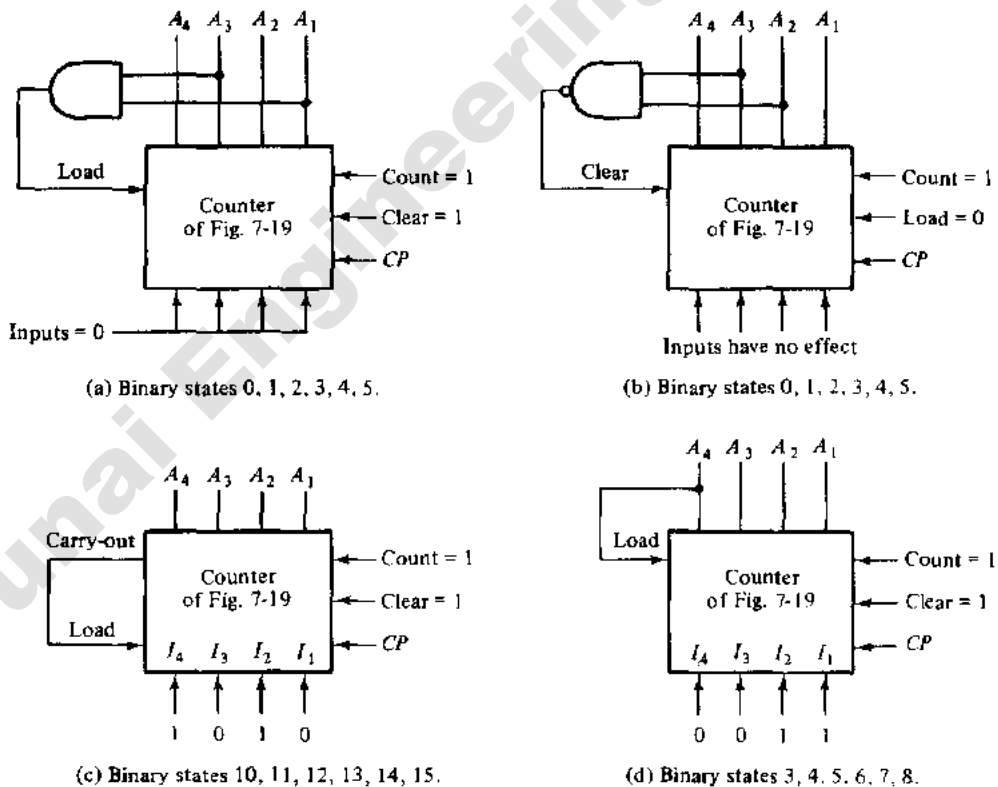 A4 A3 A2 A1
Load
Counter
of Fig. 7-19
Count = 1
Clear = 1
CP
Inputs = 0
(a) Binary states 0, 1, 2, 3, 4, 5.
A4 A3 A2 A1
Clear
Counter
of Fig. 7-19
Count = 1
Load = 0
CP
Inputs have no effect
(b) Binary states 0, 1, 2, 3, 4, 5.
A4 A3 A2 A1
Carry-out
Load
Counter
of Fig. 7-19
Count = 1
Clear = 1
CP
I4 I3 I2 I1
1 0 1 0
(c) Binary states 10, 11, 12, 13, 14, 15.
A4 A3 A2 A1
Load
Counter
of Fig. 7-19
Count = 1
Clear = 1
CP
I4 I3 I2 I1
0 0 1 1
(d) Binary states 3, 4, 5, 6, 7, 8.
unai Engineering